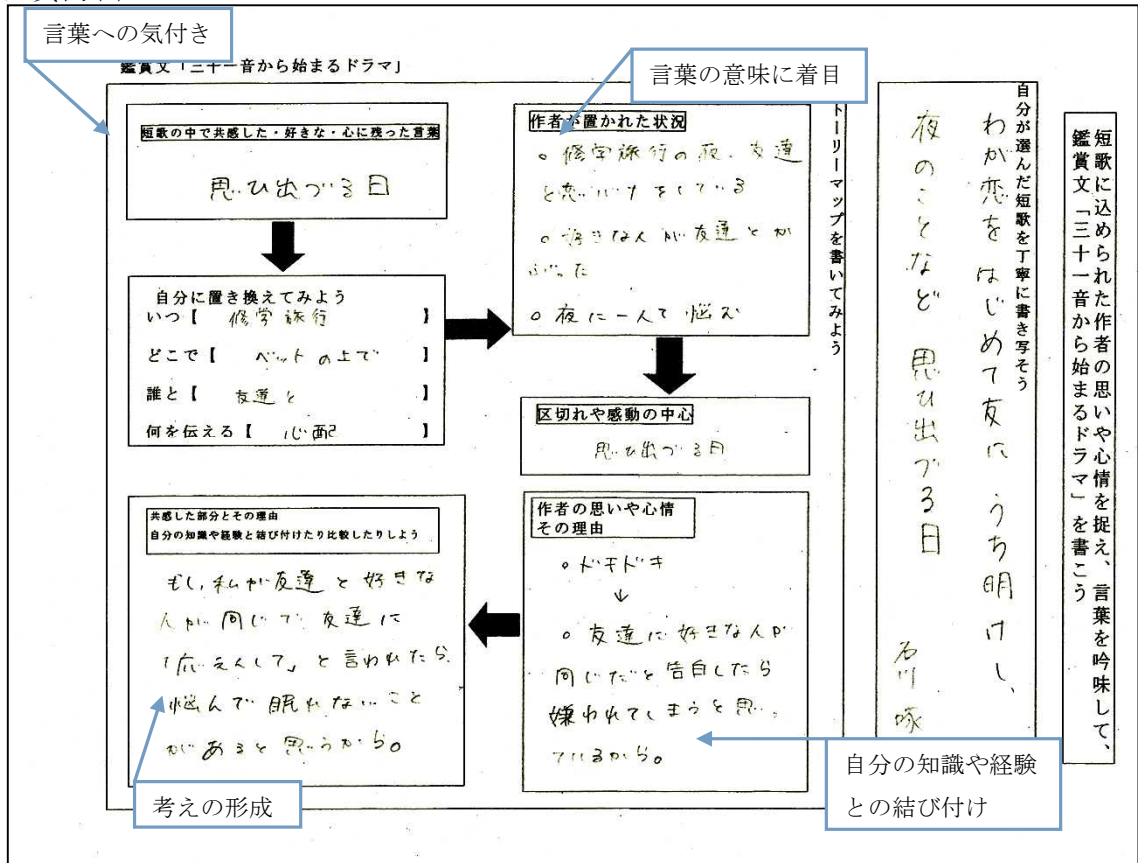 短歌に込められた作者の思いや心情を捉え、言葉を吟味して、
鑑賞文「三十一音から始まるドラマ」を書こう
自分が選んだ短歌を丁寧に書き写そう
わが恋をはじめて友にうち明けし、
夜のことなど 思ひ出づる日
石川 啄
トーリーマップを書いてみよう
鑑賞文「三十一音から始まるドラマ」
言葉への気付き
短歌の中で共感した・好きな・心に残った言葉
思ひ出づる日
自分に置き換えてみよう
いつ【 修学旅行 】
どこで【 ベットの上で 】
誰と【 友達と 】
何を伝える【 心配 】
言葉の意味に着目
作者が置かれた状況
○修学旅行の夜、友達
と恋バナをしている
○好きな人が友達とか
ぶった
○夜に一人で悩む
区切れや感動の中心
思ひ出づる日
作者の思いや心情
その理由
○ドキドキ
↓
○友達に好きな人が
同じだと告白したら
嫌われてしまうと思っ
ているから。
自分の知識や経験
との結び付け
共感した部分とその理由
自分の知識や経験と結び付けたり比較したりしよう
もし、私が友達と好きな
人が同じで友達に
「応えんして」と言われたら
悩んで眠れないこと
があると思うから。
考えの形成